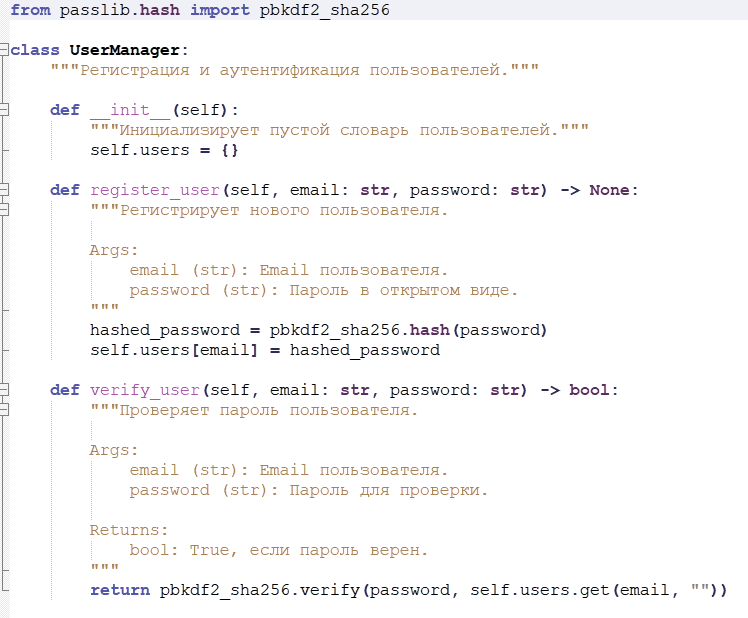 from passlib.hash import pbkdf2_sha256
class UserManager:
"""Регистрация и аутентификация пользователей."""
def __init__(self):
"""Инициализирует пустой словарь пользователей."""
self.users = {}
def register_user(self, email: str, password: str) -> None:
"""Регистрирует нового пользователя.
Args:
email (str): Email пользователя.
password (str): Пароль в открытом виде.
"""
hashed_password = pbkdf2_sha256.hash(password)
self.users[email] = hashed_password
def verify_user(self, email: str, password: str) -> bool:
"""Проверяет пароль пользователя.
Args:
email (str): Email пользователя.
password (str): Пароль для проверки.
Returns:
bool: True, если пароль верен.
"""
return pbkdf2_sha256.verify(password, self.users.get(email, ""))